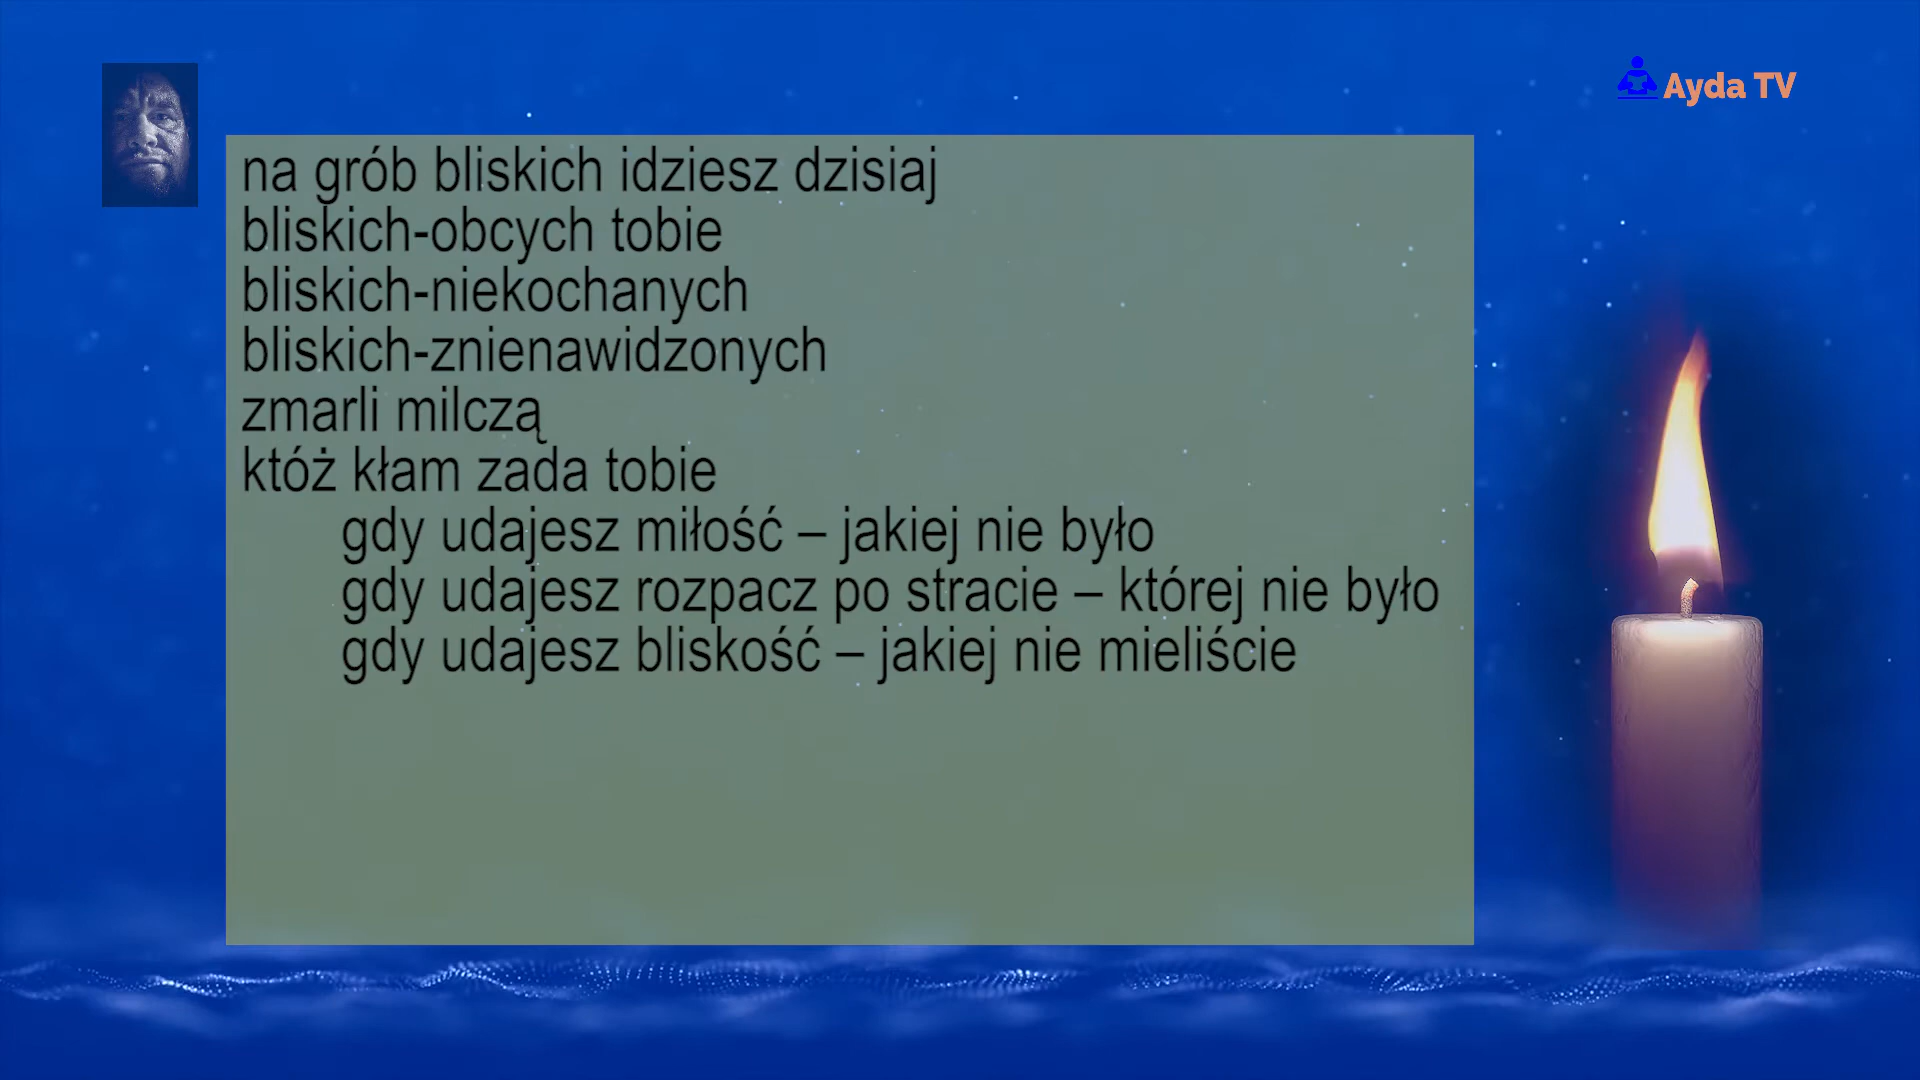 Ayda TV
na grób bliskich idziesz dzisiaj
bliskich-obcych tobie
bliskich-niekochanych
bliskich-znienawidzonych
zmarli milczą
któż kłam zada tobie
gdy udajesz miłość – jakiej nie było
gdy udajesz rozpacz po stracie – której nie było
gdy udajesz bliskość – jakiej nie mieliście